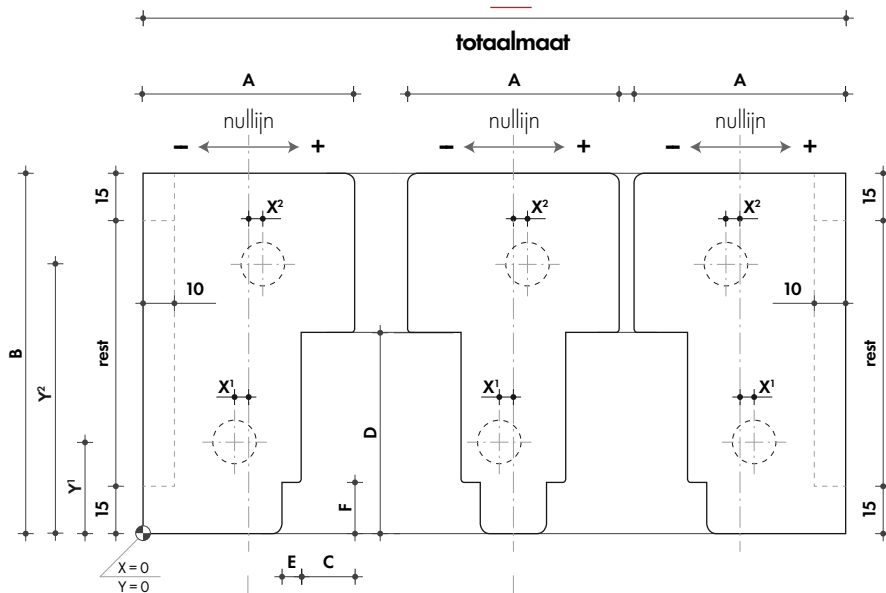 totaalmaat
A A A
nullijn nullijn nullijn
− + − + − +
15 15
X² X² X²
10 10
B
Y²
rest rest
X¹ X¹ X¹
D
Y¹
15 F 15
E C
X=0
Y=0